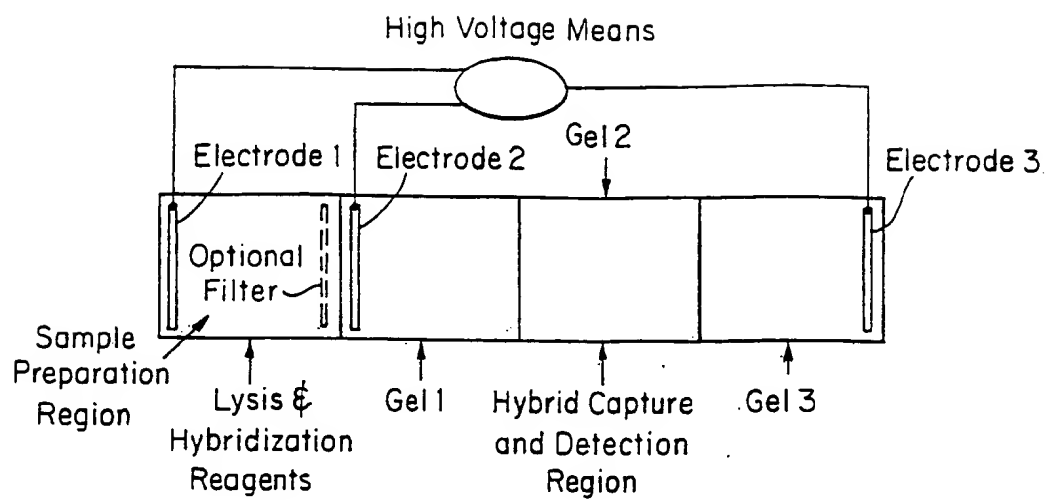 High Voltage Means
Gel 2
Electrode 1
Electrode 2
Electrode 3
Optional
Filter
Sample
Preparation
Region
Lysis &
Hybridization
Reagents
Gel 1
Hybrid Capture
and Detection
Region
Gel 3